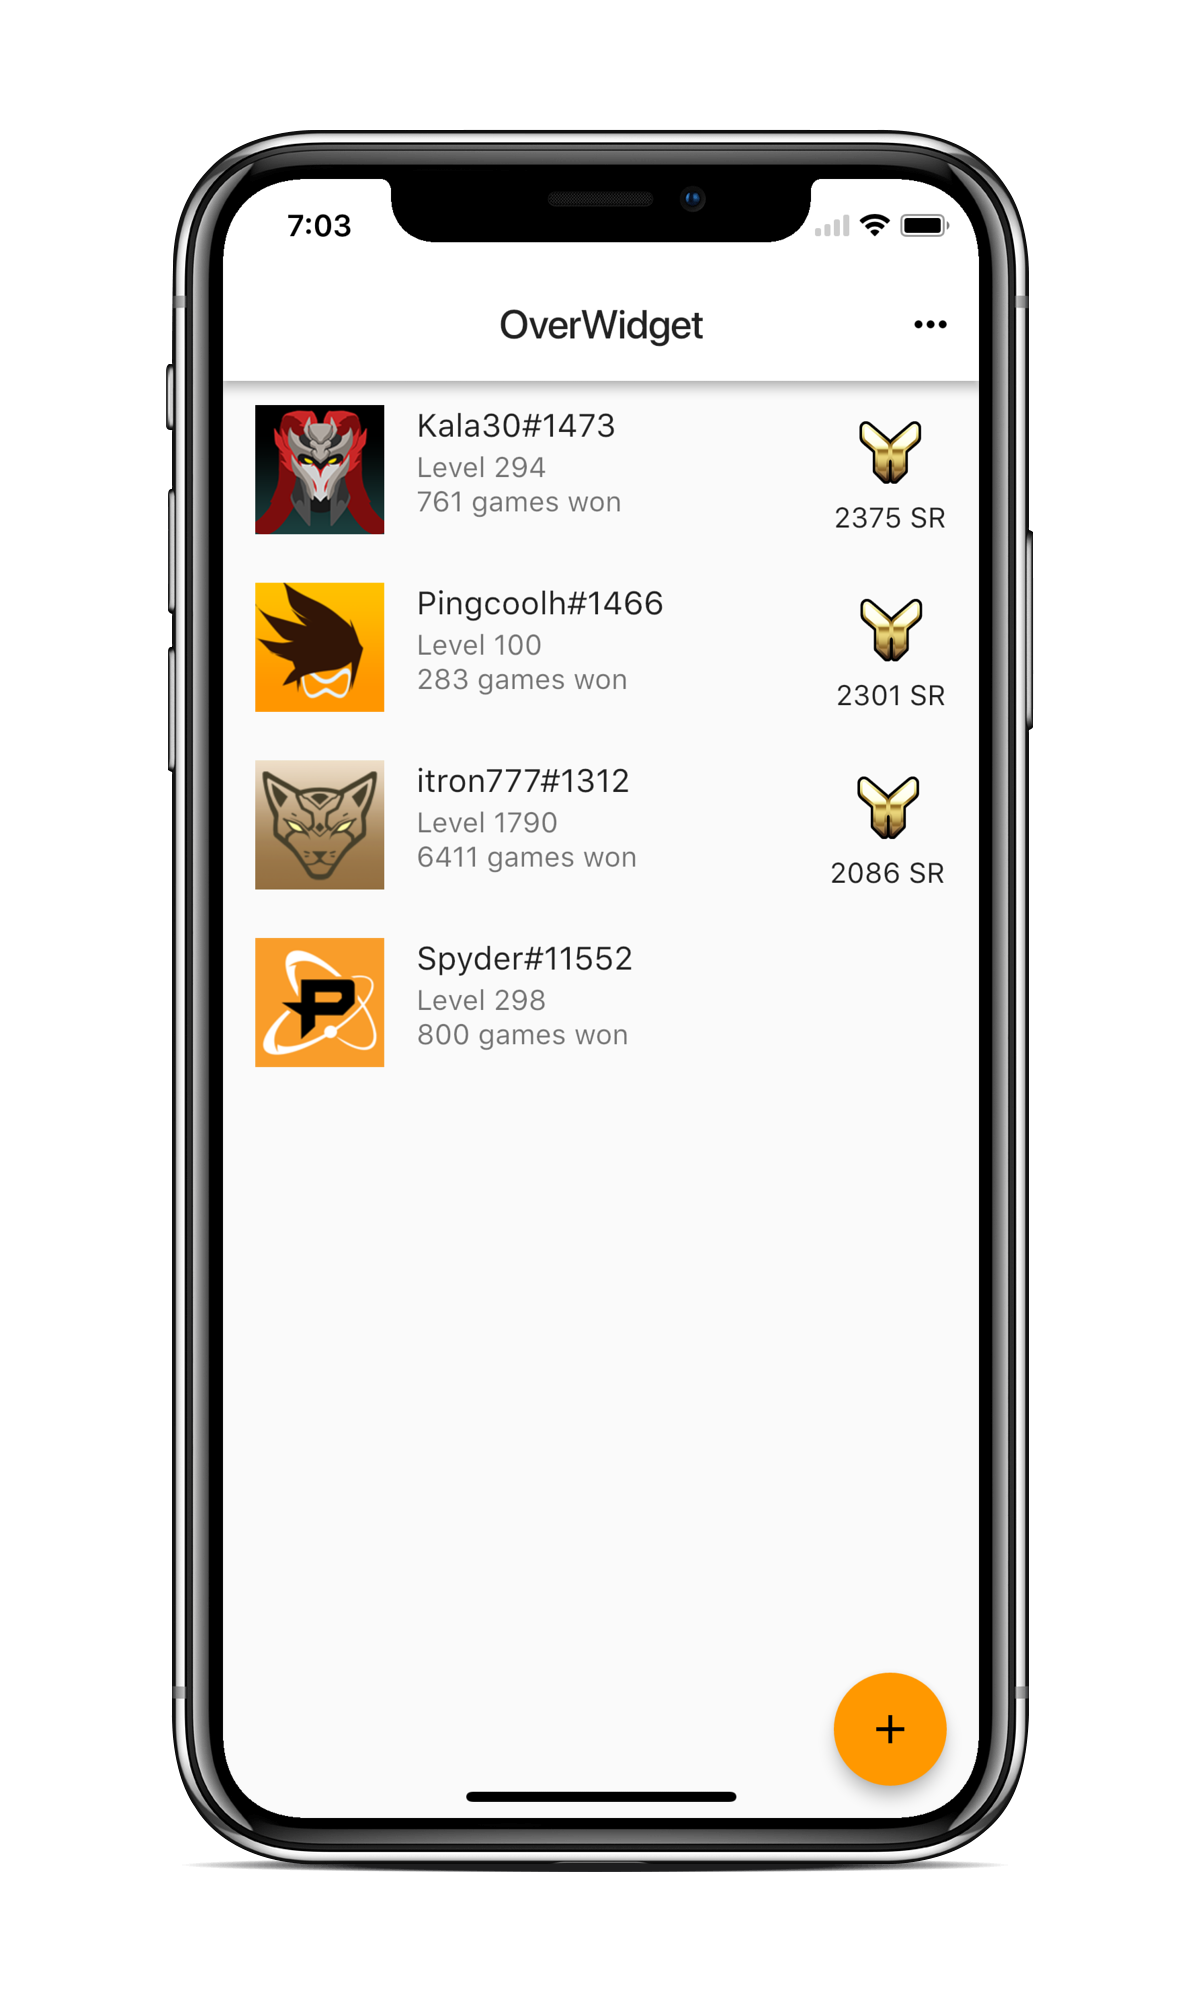 7:03
OverWidget
Kala30#1473
Level 294
761 games won
2375 SR
Pingcoolh#1466
Level 100
283 games won
2301 SR
itron777#1312
Level 1790
6411 games won
2086 SR
P
Spyder#11552
Level 298
800 games won
+